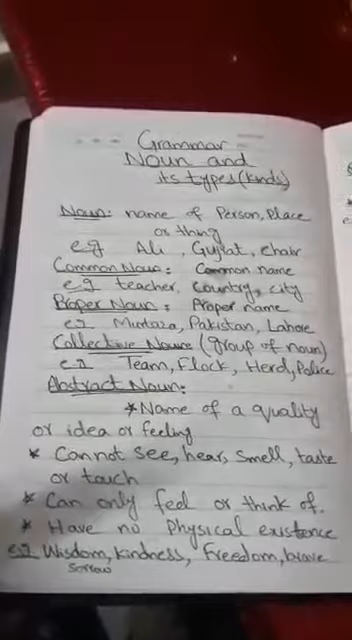 Grammar
Noun and
its types(kinds)
Noun: name of Person, Place
or thing
e.g Ali, Gujrat, chair
Common Noun: Common name
e.g teacher, Country, city
Proper Noun: Proper name
e.g Murtaza, Pakistan, Lahore
Collective Noun (group of noun)
e.g Team, Flock, Herd, Police
Abstract Noun:
* Name of a quality
or idea or feeling
* Cannot see, hear, smell, taste
or touch
* Can only feel or think of.
* Have no physical existence
e.g Wisdom, kindness, Freedom, brave
Sorrow